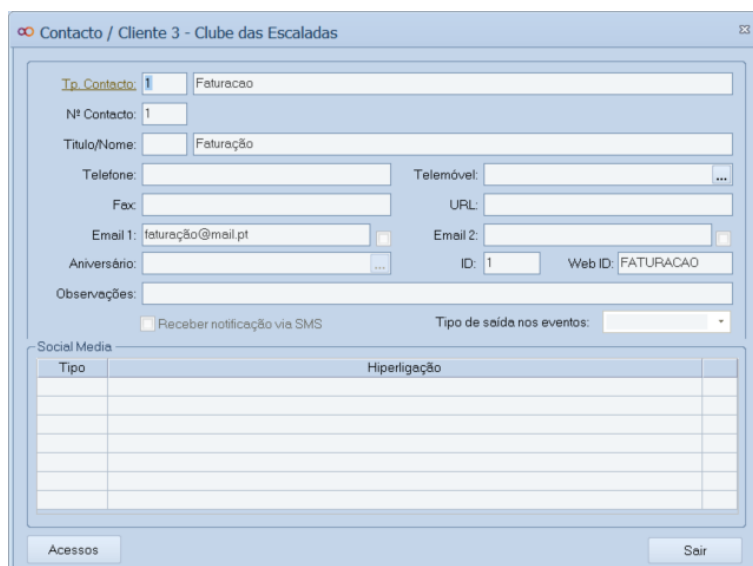 Contacto / Cliente 3 - Clube das Escaladas
Tp. Contacto: 1 Faturacao
Nº Contacto: 1
Título/Nome: Faturação
Telefone: Telemóvel: ...
Fax: URL:
Email 1: faturação@mail.pt Email 2:
Aniversário: ... ID: 1 Web ID: FATURACAO
Observações:
Receber notificação via SMS Tipo de saída nos eventos:
Social Media
Tipo Hiperligação
Acessos Sair